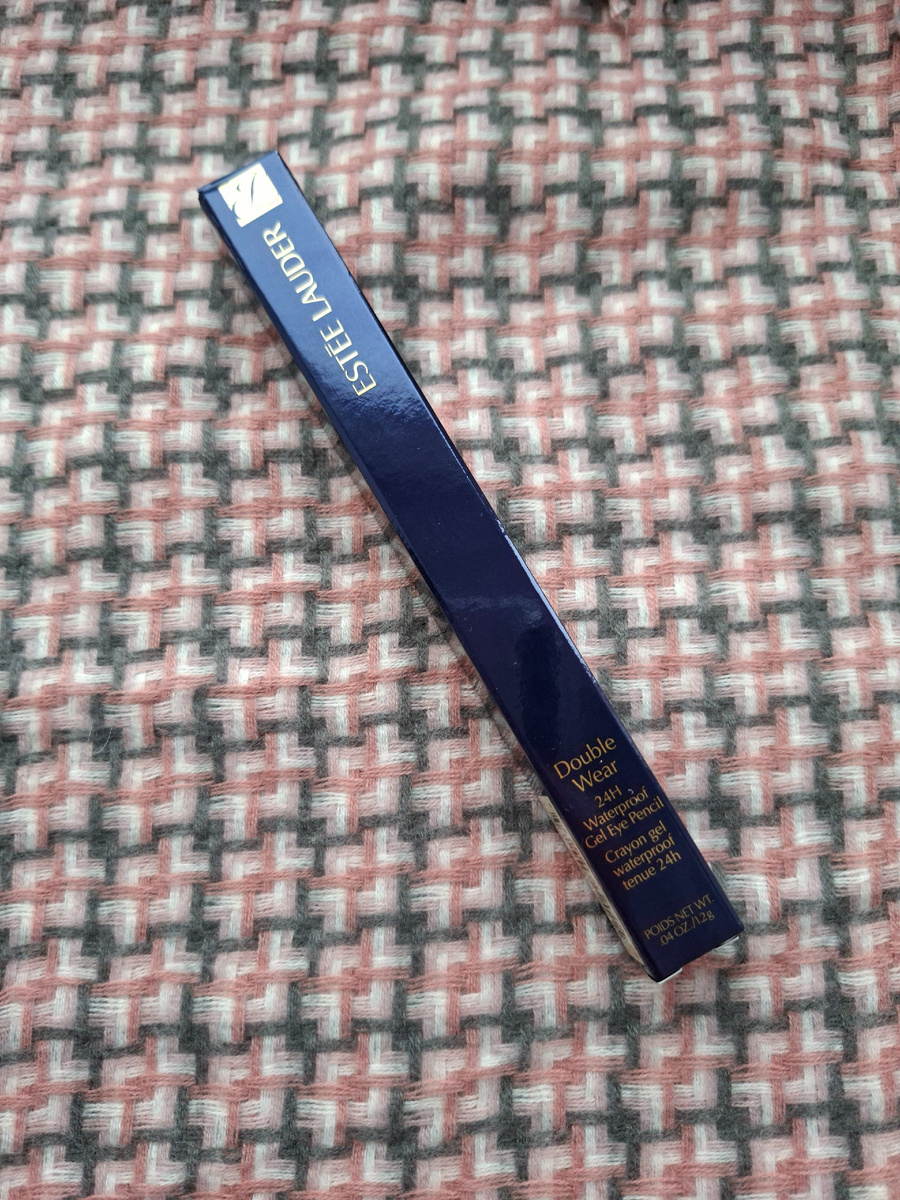 ESTĒE LAUDER
Double
Wear
24H
Waterproof
Gel Eye Pencil
Crayon gel
waterproof
tenue 24h
POIDS NET WT.
.04 OZ./1.2g